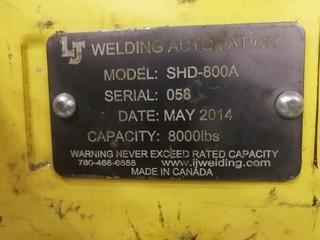 LJ WELDING AUTOMATION
MODEL: SHD-800A
SERIAL: 058
DATE: MAY 2014
CAPACITY: 8000lbs
WARNING NEVER EXCEED RATED CAPACITY
780-466-6658 www.ljwelding.com
MADE IN CANADA